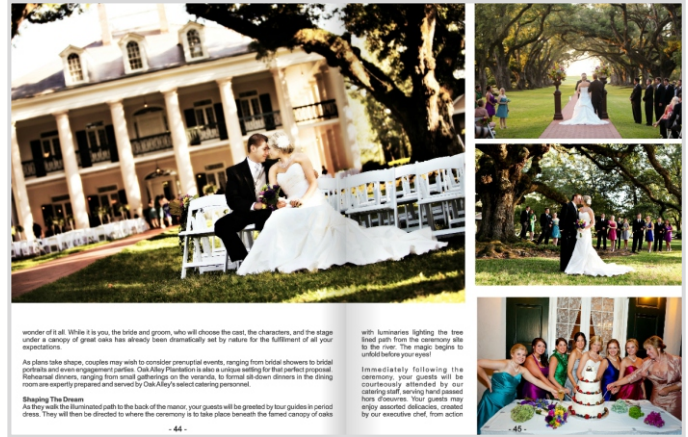 wonder of it all. While it is you, the bride and groom, who will choose the cast, the characters, and the stage
under a canopy of great oaks has already been dramatically set by nature for the fulfillment of all your
expectations.
As plans take shape, couples may wish to consider prenuptial events, ranging from bridal showers to bridal
portraits and even engagement parties. Oak Alley Plantation is also a unique setting for that perfect proposal.
Rehearsal dinners, ranging from small gatherings on the veranda, to formal sit-down dinners in the dining
room are expertly prepared and served by Oak Alley's select catering personnel.
Shaping The Dream
As they walk the illuminated path to the back of the manor, your guests will be greeted by tour guides in period
dress. They will then be directed to where the ceremony is to take place beneath the famed canopy of oaks
- 44 -
with luminaries lighting the tree
lined path from the ceremony site
to the river. The magic begins to
unfold before your eyes!
Immediately following the
ceremony, your guests will be
courteously attended by our
catering staff, serving hand passed
hors d'oeuvres. Your guests may
enjoy assorted delicacies, created
by our executive chef, from action
- 45 -